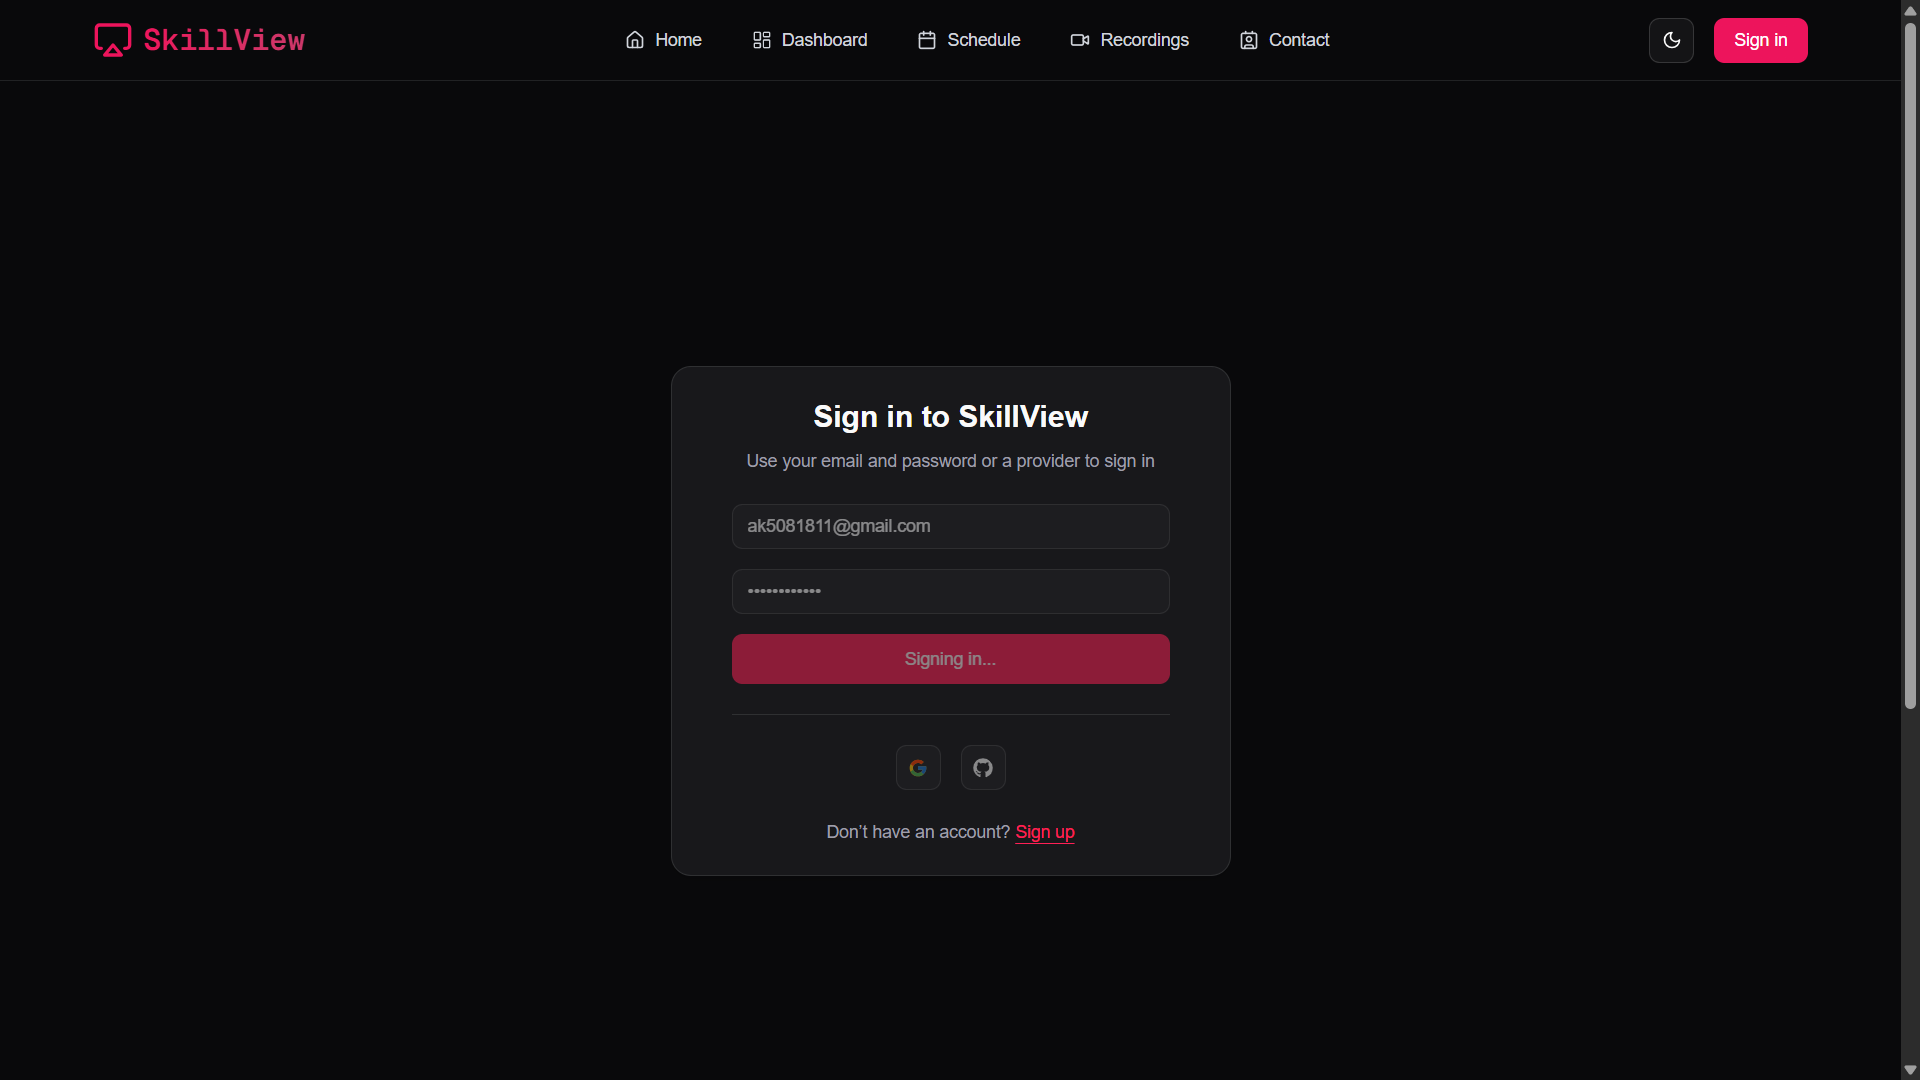 SkillView
Home Dashboard Schedule Recordings Contact
Sign in
Sign in to SkillView
Use your email and password or a provider to sign in
ak5081811@gmail.com
••••••••••••
Signing in...
Don't have an account? Sign up